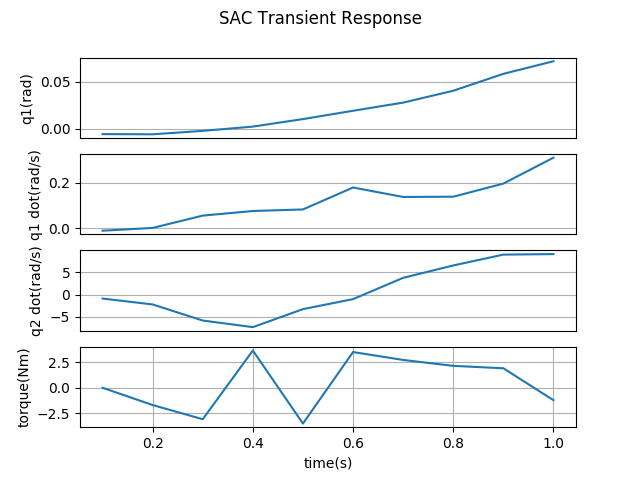 SAC Transient Response
q1(rad)
0.05
0.00
q1 dot(rad/s)
0.2
0.0
q2 dot(rad/s)
5
0
−5
torque(Nm)
2.5
0.0
−2.5
0.2 0.4 0.6 0.8 1.0
time(s)